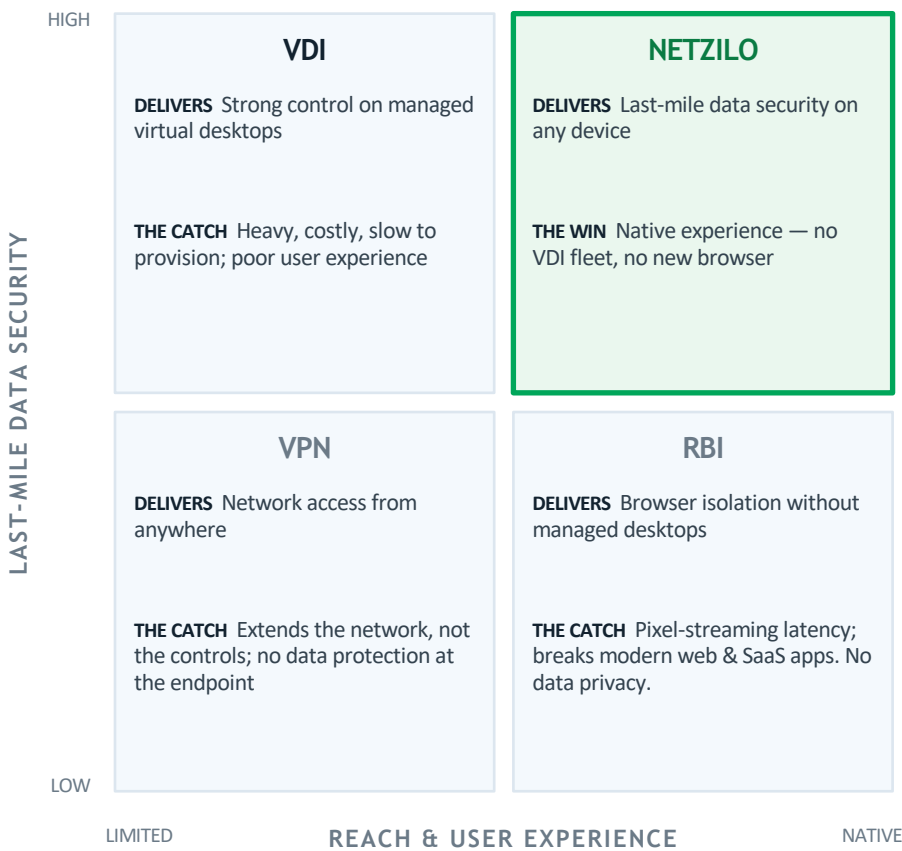 HIGH
VDI
DELIVERS Strong control on managed
virtual desktops
THE CATCH Heavy, costly, slow to
provision; poor user experience
NETZILO
DELIVERS Last-mile data security on
any device
THE WIN Native experience — no
VDI fleet, no new browser
LAST-MILE DATA SECURITY
VPN
DELIVERS Network access from
anywhere
THE CATCH Extends the network, not
the controls; no data protection at
the endpoint
RBI
DELIVERS Browser isolation without
managed desktops
THE CATCH Pixel-streaming latency;
breaks modern web & SaaS apps. No
data privacy.
LOW
LIMITED
REACH & USER EXPERIENCE
NATIVE